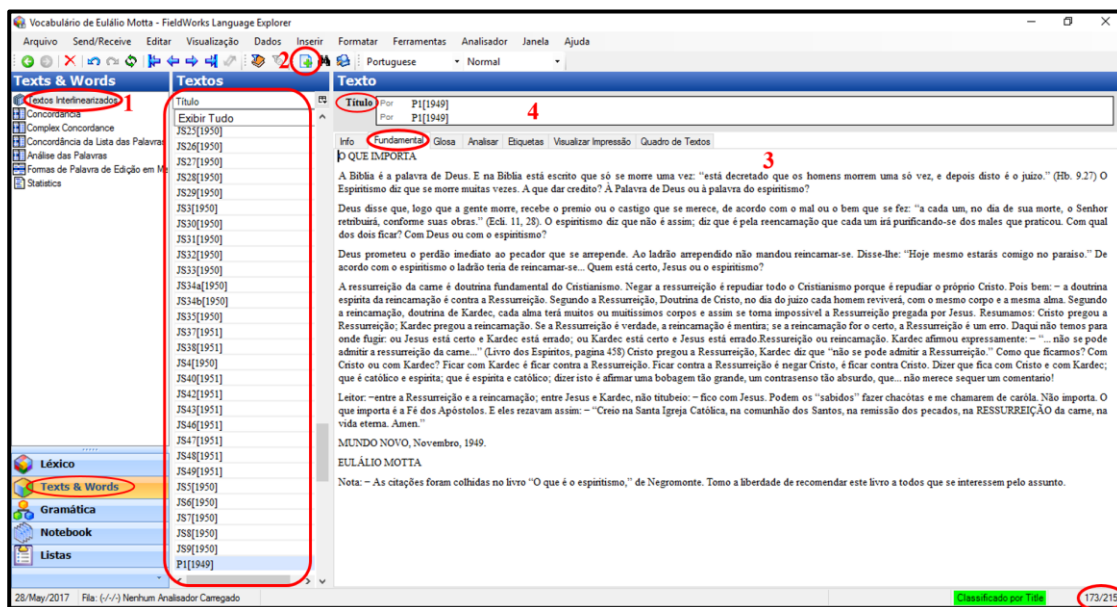 Vocabulário de Eulálio Motta - FieldWorks Language Explorer
Arquivo Send/Receive Editar Visualização Dados Inserir Formatar Ferramentas Analisador Janela Ajuda
2
Portuguese Normal
Texts & Words
Textos Interlinearizados 1
Concordância
Complex Concordance
Concordância da Lista das Palavras
Análise das Palavras
Formas de Palavra de Edição em Ma
Statistics
Léxico
Texts & Words
Gramática
Notebook
Listas
Textos
Título
Exibir Tudo
JS25[1950]
JS26[1950]
JS27[1950]
JS28[1950]
JS29[1950]
JS3[1950]
JS30[1950]
JS31[1950]
JS32[1950]
JS33[1950]
JS34a[1950]
JS34b[1950]
JS35[1950]
JS37[1951]
JS38[1951]
JS4[1950]
JS40[1951]
JS42[1951]
JS43[1951]
JS46[1951]
JS47[1951]
JS48[1951]
JS49[1951]
JS5[1950]
JS6[1950]
JS7[1950]
JS8[1950]
JS9[1950]
P1[1949]
Texto
Título Por P1[1949] 4
Por P1[1949]
Info Fundamental Glosa Analisar Etiquetas Visualizar Impressão Quadro de Textos
3
O QUE IMPORTA
A Biblia é a palavra de Deus. E na Biblia está escrito que só se morre uma vez: “está decretado que os homens morrem uma só vez, e depois disto é o juizo.” (Hb. 9.27) O
Espiritismo diz que se morre muitas vezes. A que dar credito? À Palavra de Deus ou à palavra do espiritismo?
Deus disse que, logo que a gente morre, recebe o premio ou o castigo que se merece, de acordo com o mal ou o bem que se fez: “a cada um, no dia de sua morte, o Senhor
retribuirá, conforme suas obras.” (Ecli. 11, 28). O espiritismo diz que não é assim; diz que é pela reencarnação que cada um irá purificando-se dos males que praticou. Com qual
dos dois ficar? Com Deus ou com o espiritismo?
Deus prometeu o perdão imediato ao pecador que se arrepende. Ao ladrão arrependido não mandou reincarnar-se. Disse-lhe: “Hoje mesmo estarás comigo no paraiso.” De
acordo com o espiritismo o ladrão teria de reincarnar-se... Quem está certo, Jesus ou o espiritismo?
A ressurreição da carne é doutrina fundamental do Cristianismo. Negar a ressurreição é repudiar todo o Cristianismo porque é repudiar o próprio Cristo. Pois bem: – a doutrina
espirita da reincarnação é contra a Ressurreição. Segundo a Ressurreição, Doutrina de Cristo, no dia do juizo cada homem reviverá, com o mesmo corpo e a mesma alma. Segundo
a reincarnação, doutrina de Kardec, cada alma terá muitos ou muitissimos corpos e assim se torna impossivel a Ressurreição pregada por Jesus. Resumamos: Cristo pregou a
Ressurreição; Kardec pregou a reincarnação. Se a Ressurreição é verdade, a reincarnação é mentira; se a reincarnação for o certo, a Ressurreição é um erro. Daqui não temos para
onde fugir: ou Jesus está certo e Kardec está errado; ou Kardec está certo e Jesus está errado.Ressureição ou reincarnação. Kardec afirmou expressamente: – “... não se pode
admitir a ressurreição da carne...” (Livro dos Espiritos, pagina 458) Cristo pregou a Ressurreição, Kardec diz que “não se pode admitir a Ressurreição.” Como que ficarmos? Com
Cristo ou com Kardec? Ficar com Kardec é ficar contra a Ressurreição. Ficar contra a Ressurreição é negar Cristo, é ficar contra Cristo. Dizer que fica com Cristo e com Kardec;
que é católico e espirita; que é espirita e católico; dizer isto é afirmar uma bobagem tão grande, um contrasenso tão absurdo, que... não merece sequer um comentario!
Leitor: –entre a Ressurreição e a reincarnação; entre Jesus e Kardec, não titubeio: – fico com Jesus. Podem os “sabidos” fazer chacótas e me chamarem de caróla. Não importa. O
que importa é a Fé dos Apóstolos. E eles rezavam assim: – “Creio na Santa Igreja Católica, na comunhão dos Santos, na remissão dos pecados, na RESSURREIÇÃO da carne, na
vida eterna. Amen.”
MUNDO NOVO, Novembro, 1949.
EULÁLIO MOTTA
Nota: – As citações foram colhidas no livro “O que é o espiritismo,” de Negromonte. Tomo a liberdade de recomendar este livro a todos que se interessem pelo assunto.
28/May/2017 Fila: (-/-/-) Nenhum Analisador Carregado Classificado por Title 173/215